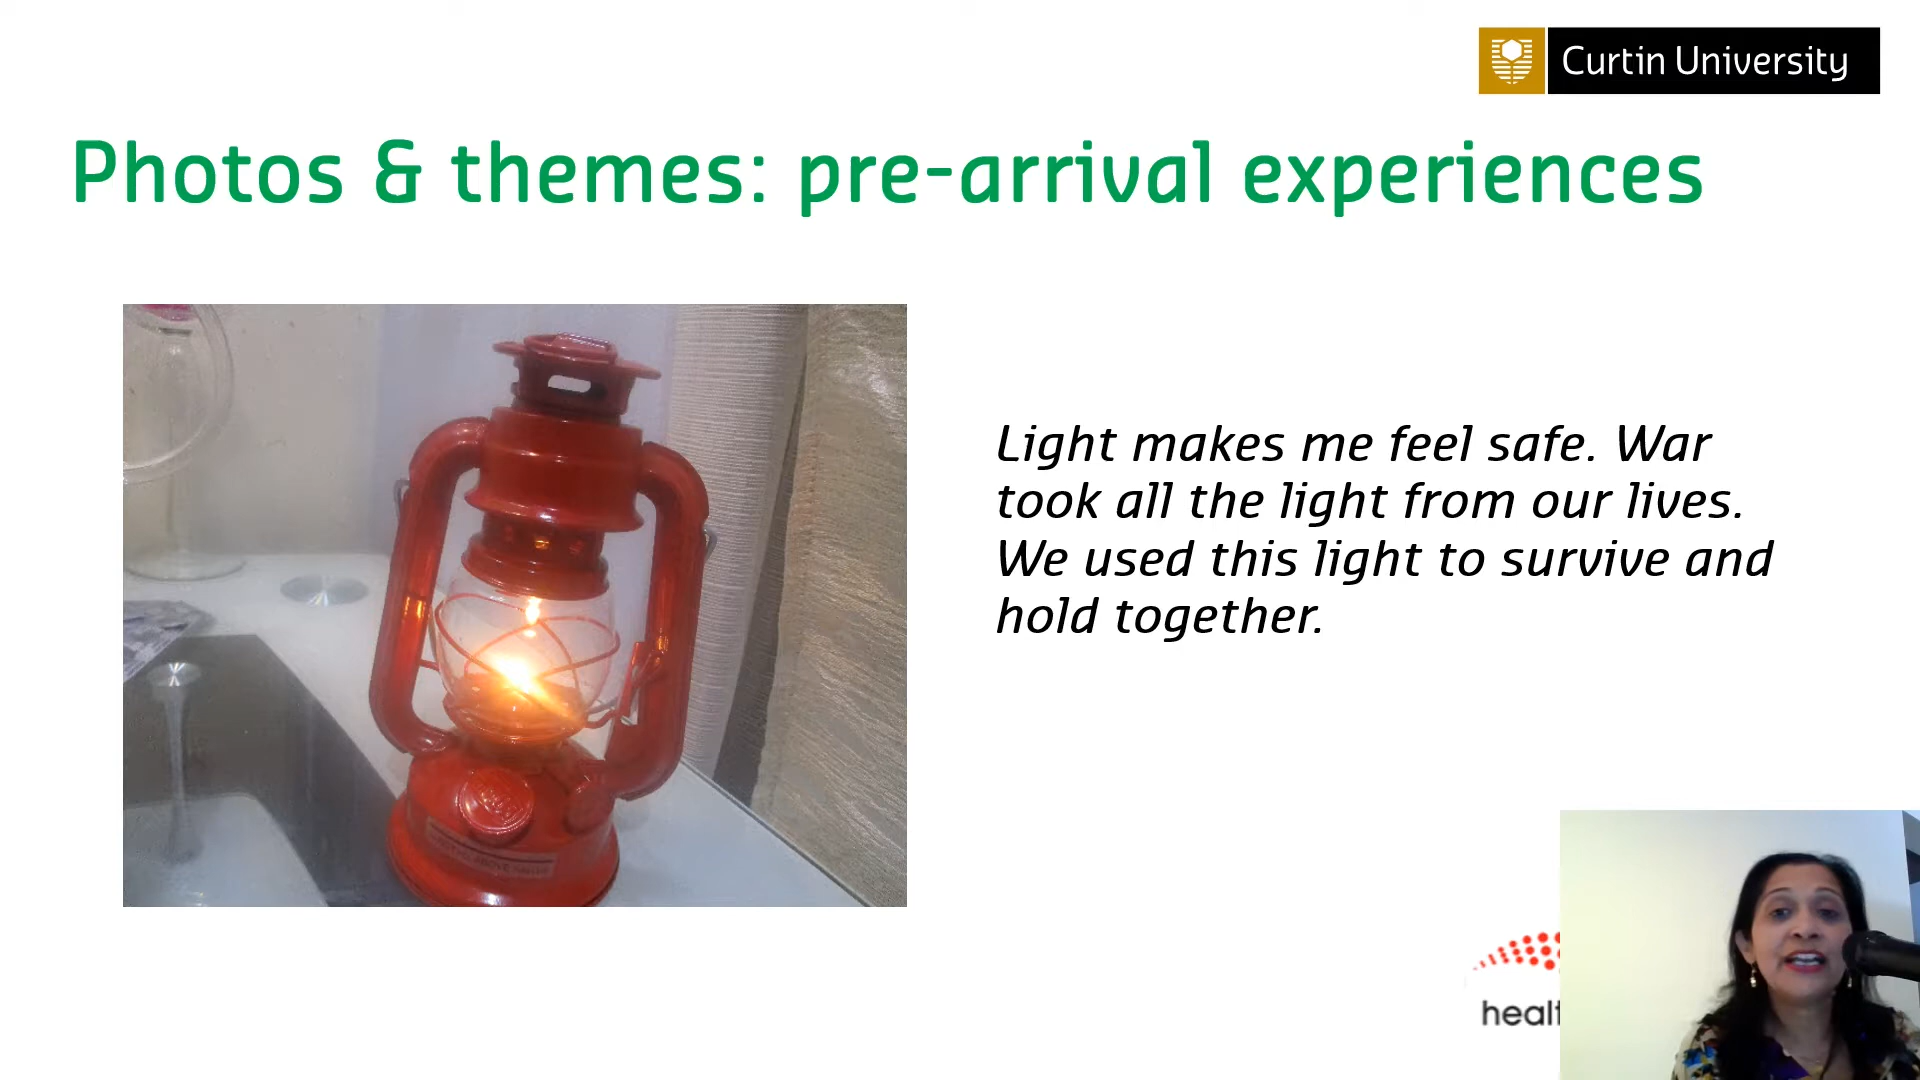 Curtin University
Photos & themes: pre-arrival experiences
Light makes me feel safe. War
took all the light from our lives.
We used this light to survive and
hold together.